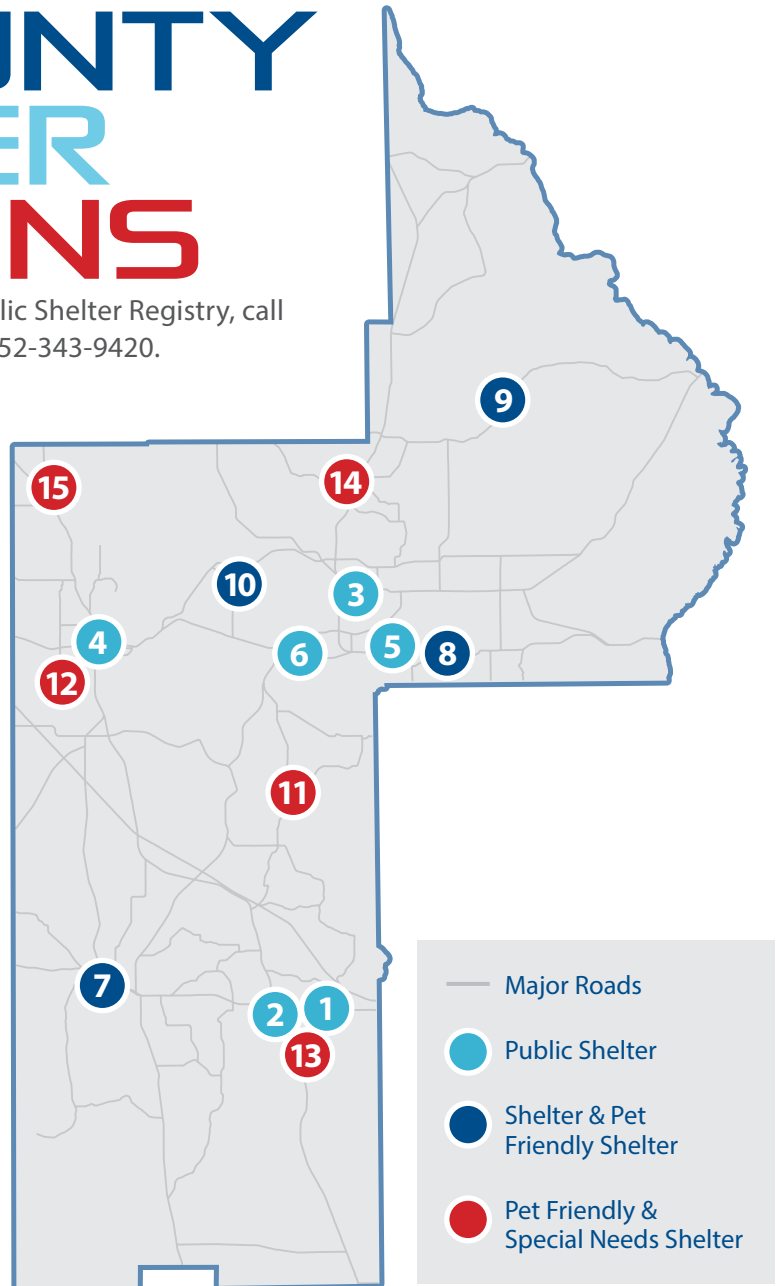 UNTY
ER
NS
lic Shelter Registry, call
52-343-9420.
9
15
14
10
3
4
6
5
8
12
11
7
2
1
13
Major Roads
Public Shelter
Shelter & Pet
Friendly Shelter
Pet Friendly &
Special Needs Shelter